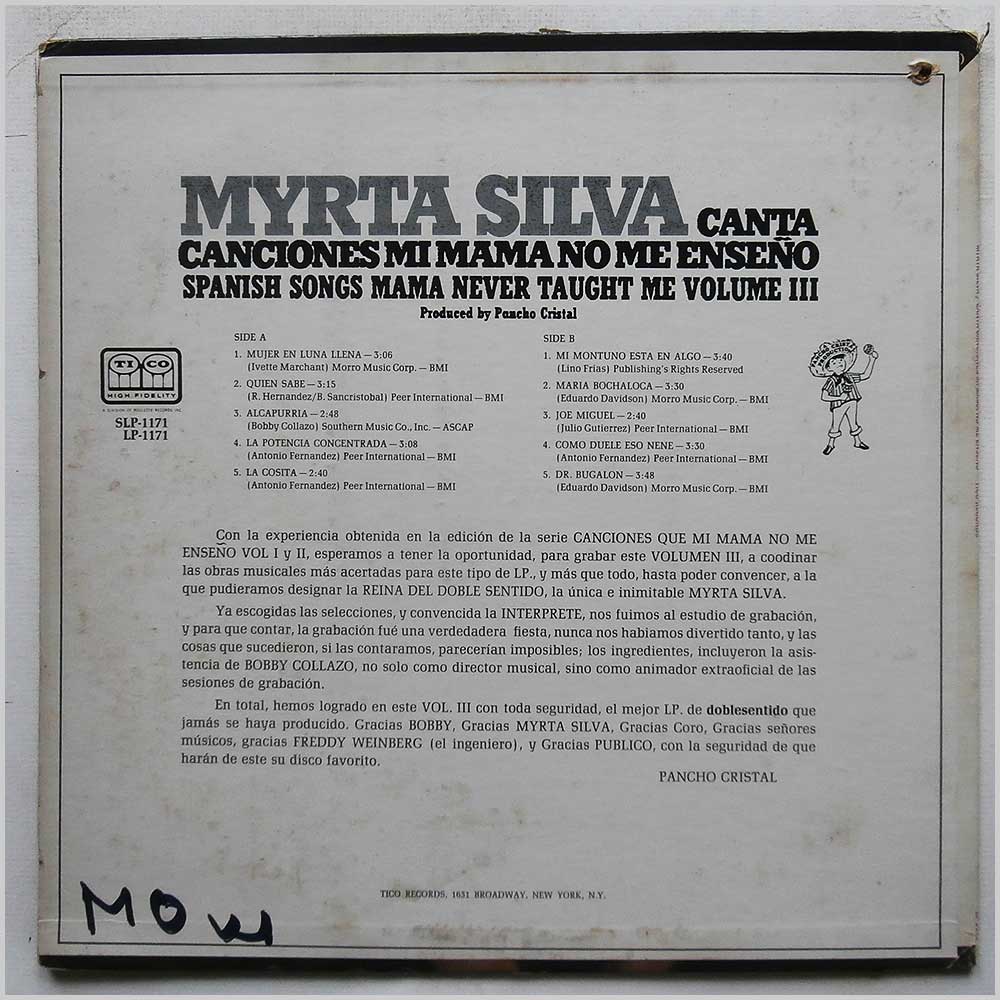 MYRTA SILVA CANTA
CANCIONES MI MAMA NO ME ENSEÑO
SPANISH SONGS MAMA NEVER TAUGHT ME VOLUME III
Produced by Pancho Cristal
TICO
HIGH FIDELITY
A DIVISION OF ROULETTE RECORDS INC.
SLP-1171
LP-1171
SIDE A
1. MUJER EN LUNA LLENA — 3:06
(Ivette Marchant) Morro Music Corp. — BMI
2. QUIEN SABE — 3:15
(R. Hernandez/B. Sancristobal) Peer International — BMI
3. ALCAPURRIA — 2:48
(Bobby Collazo) Southern Music Co., Inc. — ASCAP
4. LA POTENCIA CONCENTRADA — 3:08
(Antonio Fernandez) Peer International — BMI
5. LA COSITA — 2:40
(Antonio Fernandez) Peer International — BMI
SIDE B
1. MI MONTUNO ESTA EN ALGO — 3:40
(Lino Frias) Publishing's Rights Reserved
2. MARIA BOCHALOCA — 3:30
(Eduardo Davidson) Morro Music Corp. — BMI
3. JOE MIGUEL — 2:40
(Julio Gutierrez) Peer International — BMI
4. COMO DUELE ESO NENE — 3:30
(Antonio Fernandez) Peer International — BMI
5. DR. BUGALON — 3:48
(Eduardo Davidson) Morro Music Corp. — BMI
PANCHO CRISTAL
PRODUCTION
Con la experiencia obtenida en la edición de la serie CANCIONES QUE MI MAMA NO ME
ENSEÑO VOL I y II, esperamos a tener la oportunidad, para grabar este VOLUMEN III, a coodinar
las obras musicales más acertadas para este tipo de LP., y más que todo, hasta poder convencer, a la
que pudieramos designar la REINA DEL DOBLE SENTIDO, la única e inimitable MYRTA SILVA.
Ya escogidas las selecciones, y convencida la INTERPRETE, nos fuimos al estudio de grabación,
y para que contar, la grabación fué una verdedadera fiesta, nunca nos habiamos divertido tanto, y las
cosas que sucedieron, si las contaramos, parecerían imposibles; los ingredientes, incluyeron la asis-
tencia de BOBBY COLLAZO, no solo como director musical, sino como animador extraoficial de las
sesiones de grabación.
En total, hemos logrado en este VOL. III con toda seguridad, el mejor LP. de doblesentido que
jamás se haya producido. Gracias BOBBY, Gracias MYRTA SILVA, Gracias Coro, Gracias señores
músicos, gracias FREDDY WEINBERG (el ingeniero), y Gracias PUBLICO, con la seguridad de que
harán de este su disco favorito.
PANCHO CRISTAL
TICO RECORDS, 1631 BROADWAY, NEW YORK, N.Y.
MOW